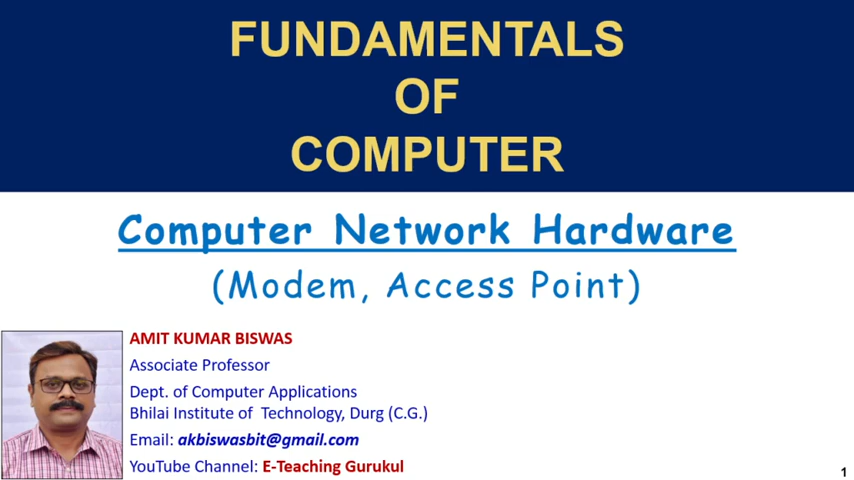 FUNDAMENTALS
OF
COMPUTER
Computer Network Hardware
(Modem, Access Point)
AMIT KUMAR BISWAS
Associate Professor
Dept. of Computer Applications
Bhilai Institute of Technology, Durg (C.G.)
Email: akbiswasbit@gmail.com
YouTube Channel: E-Teaching Gurukul
1